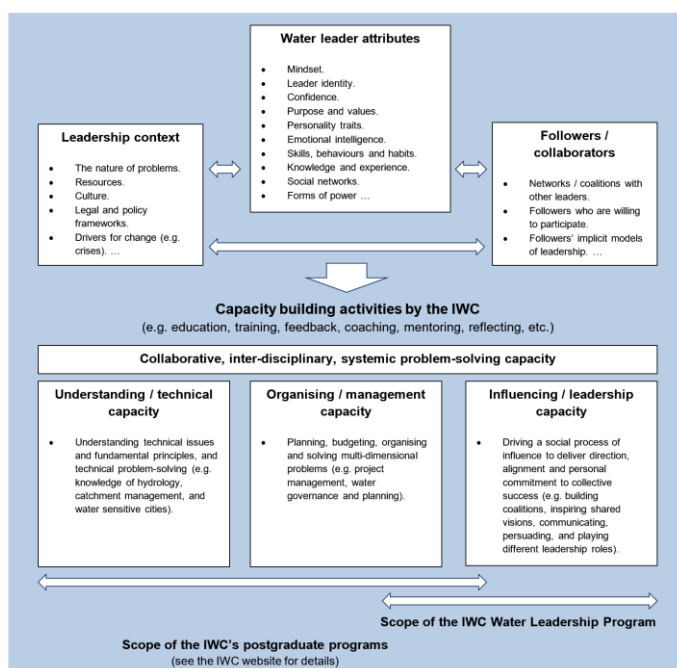 Water leader attributes
• Mindset.
• Leader identity.
• Confidence.
• Purpose and values.
• Personality traits.
• Emotional intelligence.
• Skills, behaviours and habits.
• Knowledge and experience.
• Social networks.
• Forms of power …
Leadership context
• The nature of problems.
• Resources.
• Culture.
• Legal and policy
frameworks.
• Drivers for change (e.g.
crises). …
Followers /
collaborators
• Networks / coalitions with
other leaders.
• Followers who are willing
to participate.
• Followers' implicit models
of leadership. …
Capacity building activities by the IWC
(e.g. education, training, feedback, coaching, mentoring, reflecting, etc.)
Collaborative, inter-disciplinary, systemic problem-solving capacity
Understanding / technical
capacity
• Understanding technical issues
and fundamental principles, and
technical problem-solving (e.g.
knowledge of hydrology,
catchment management, and
water sensitive cities).
Organising / management
capacity
• Planning, budgeting, organising
and solving multi-dimensional
problems (e.g. project
management, water
governance and planning).
Influencing / leadership
capacity
• Driving a social process of
influence to deliver direction,
alignment and personal
commitment to collective
success (e.g. building
coalitions, inspiring shared
visions, communicating,
persuading, and playing
different leadership roles).
Scope of the IWC Water Leadership Program
Scope of the IWC's postgraduate programs
(see the IWC website for details)